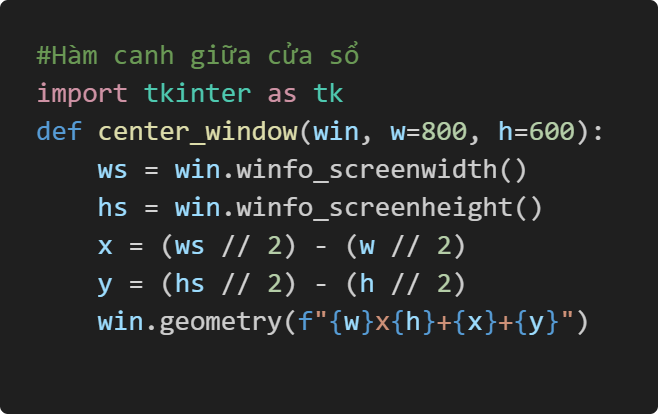 #Hàm canh giữa cửa sổ
import tkinter as tk
def center_window(win, w=800, h=600):
    ws = win.winfo_screenwidth()
    hs = win.winfo_screenheight()
    x = (ws // 2) - (w // 2)
    y = (hs // 2) - (h // 2)
    win.geometry(f"{w}x{h}+{x}+{y}")